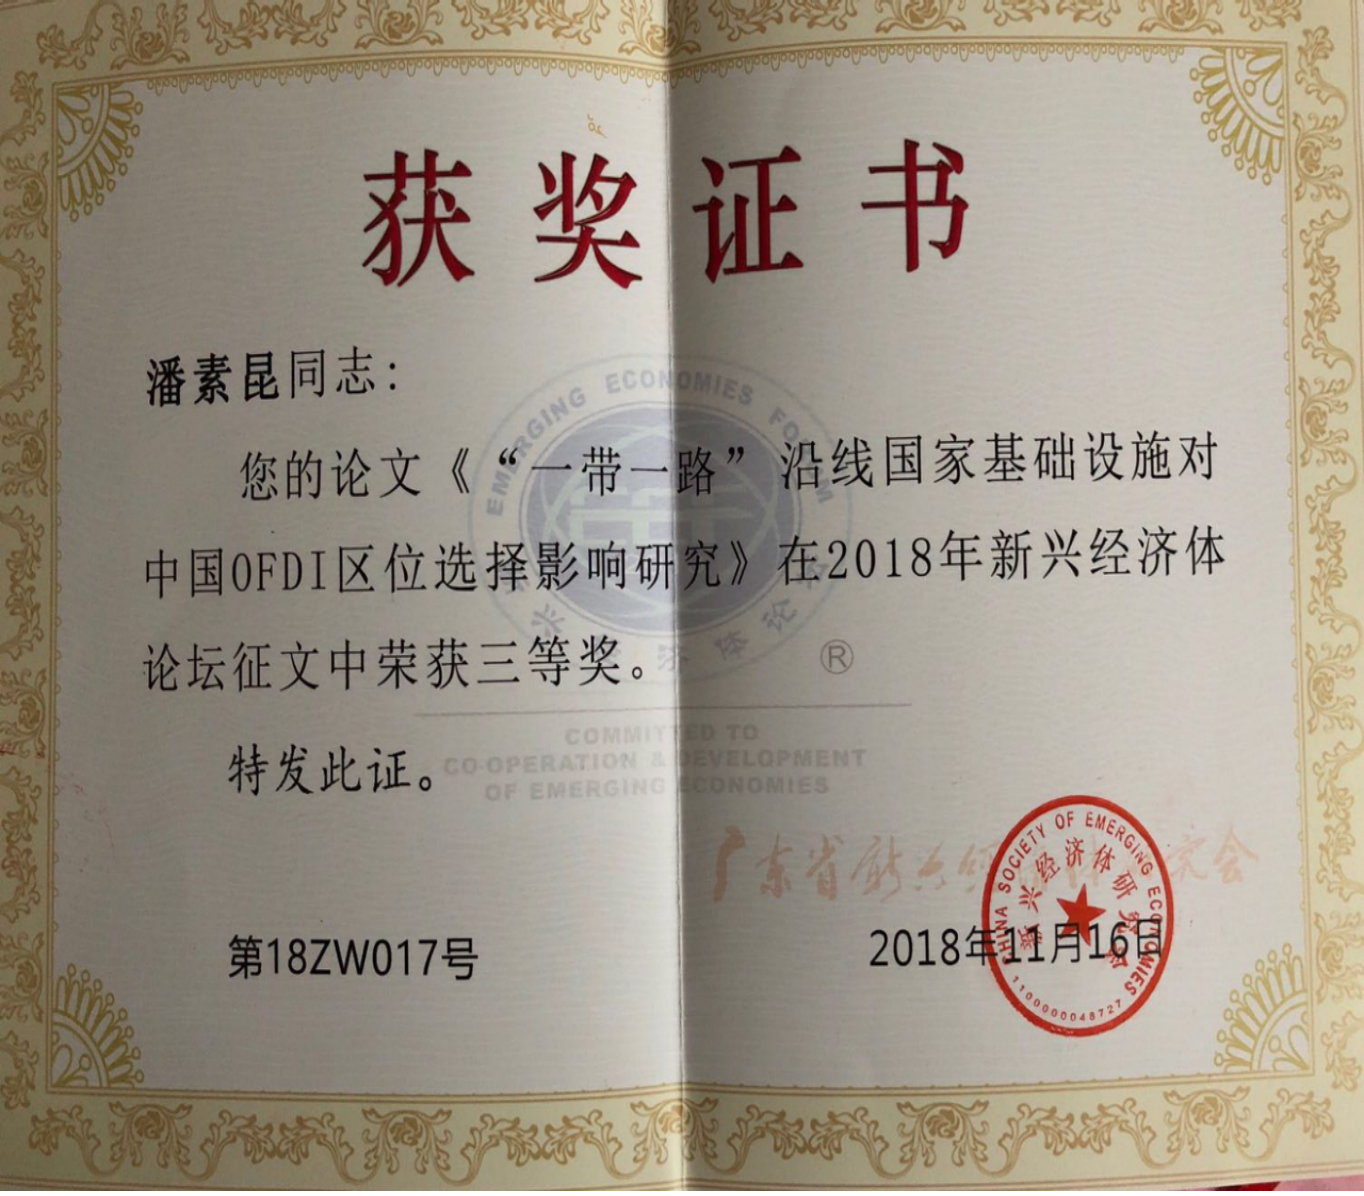 获奖证书
潘素昆同志:
您的论文《“一带一路”沿线国家基础设施对
中国OFDI区位选择影响研究》在2018年新兴经济体
论坛征文中荣获三等奖。
特发此证。
EMERGING ECONOMIES FORUM
®
COMMITTED TO
CO-OPERATION & DEVELOPMENT
OF EMERGING ECONOMIES
广东省新兴经济体研究会
CHINA SOCIETY OF EMERGING ECONOMIES
新兴经济体研究会
1100000048727
第18ZW017号
2018年11月16日